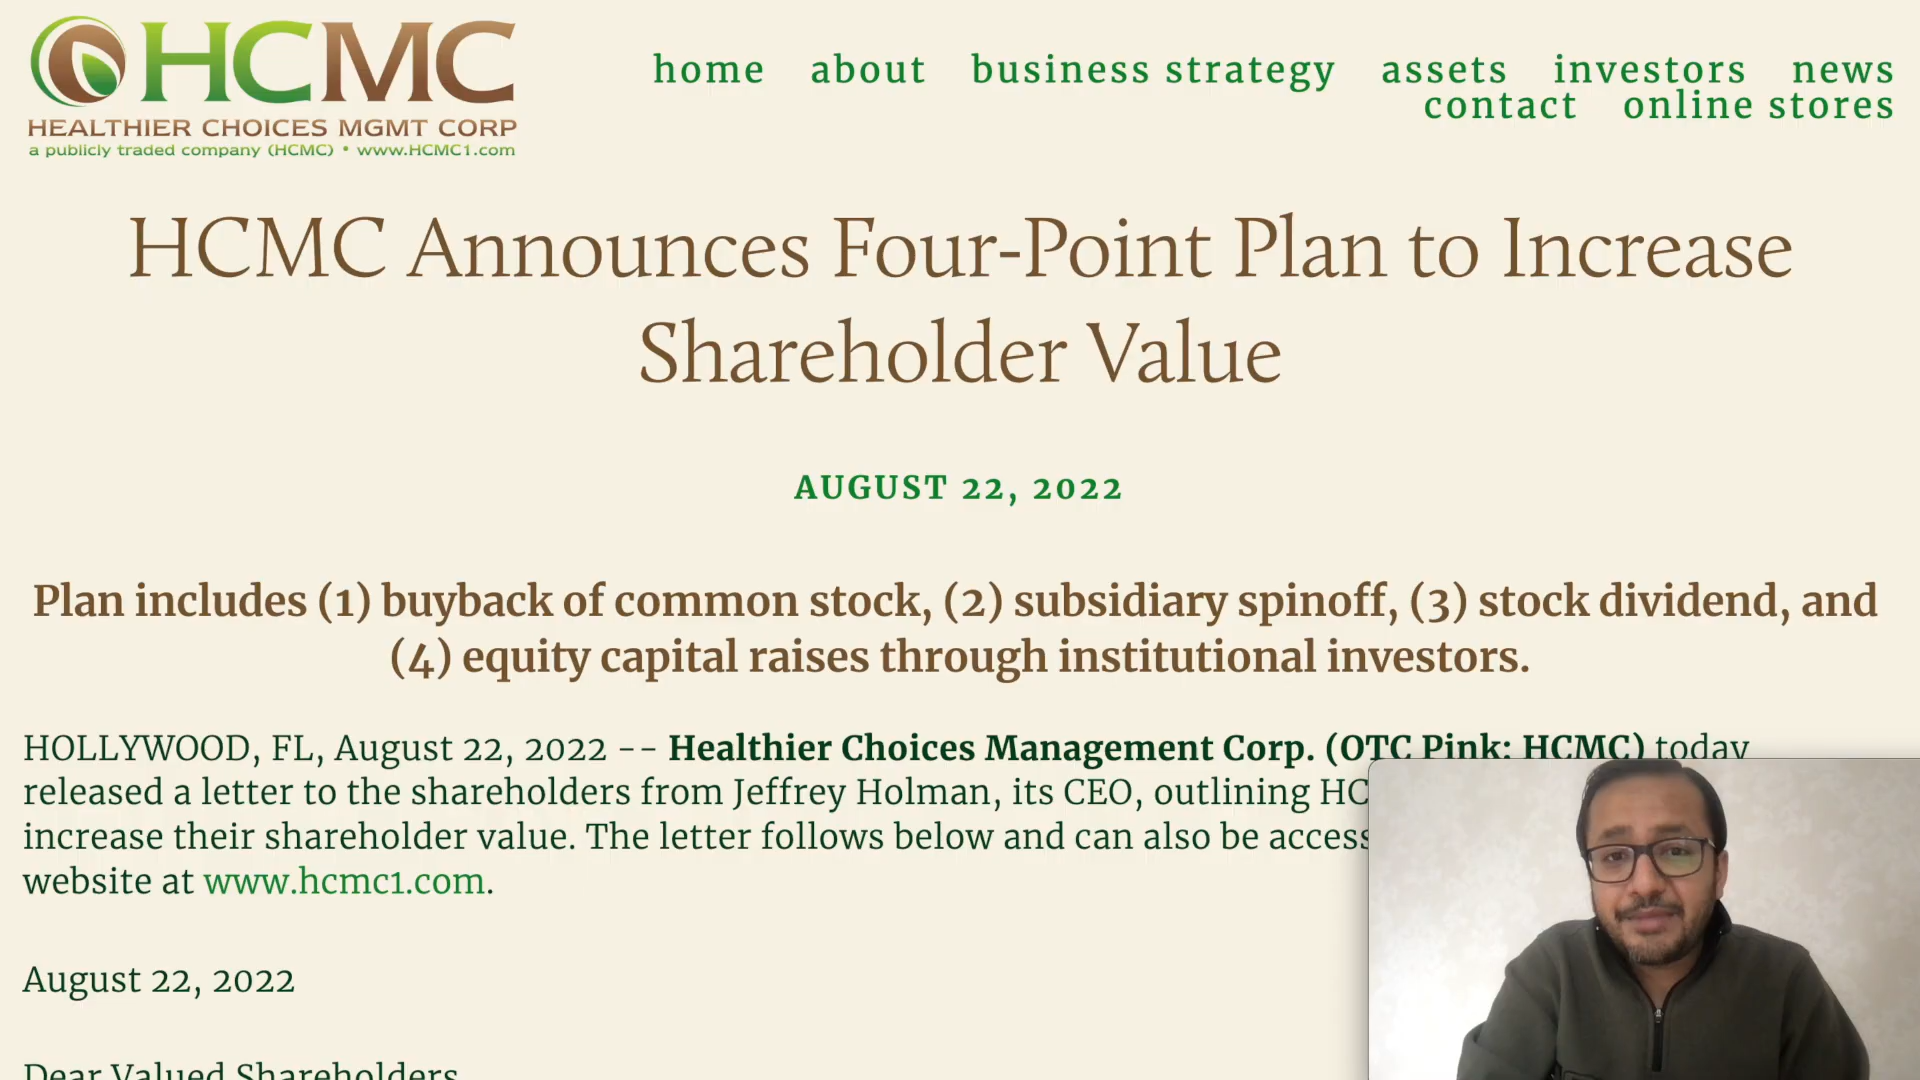 HCMC
HEALTHIER CHOICES MGMT CORP
a publicly traded company (HCMC) • www.HCMC1.com
home about business strategy assets investors news
contact online stores
HCMC Announces Four-Point Plan to Increase
Shareholder Value
AUGUST 22, 2022
Plan includes (1) buyback of common stock, (2) subsidiary spinoff, (3) stock dividend, and
(4) equity capital raises through institutional investors.
HOLLYWOOD, FL, August 22, 2022 -- Healthier Choices Management Corp. (OTC Pink: HCMC) today
released a letter to the shareholders from Jeffrey Holman, its CEO, outlining
increase their shareholder value. The letter follows below and can also be
website at www.hcmc1.com.
August 22, 2022
Dear Valued Shareholders